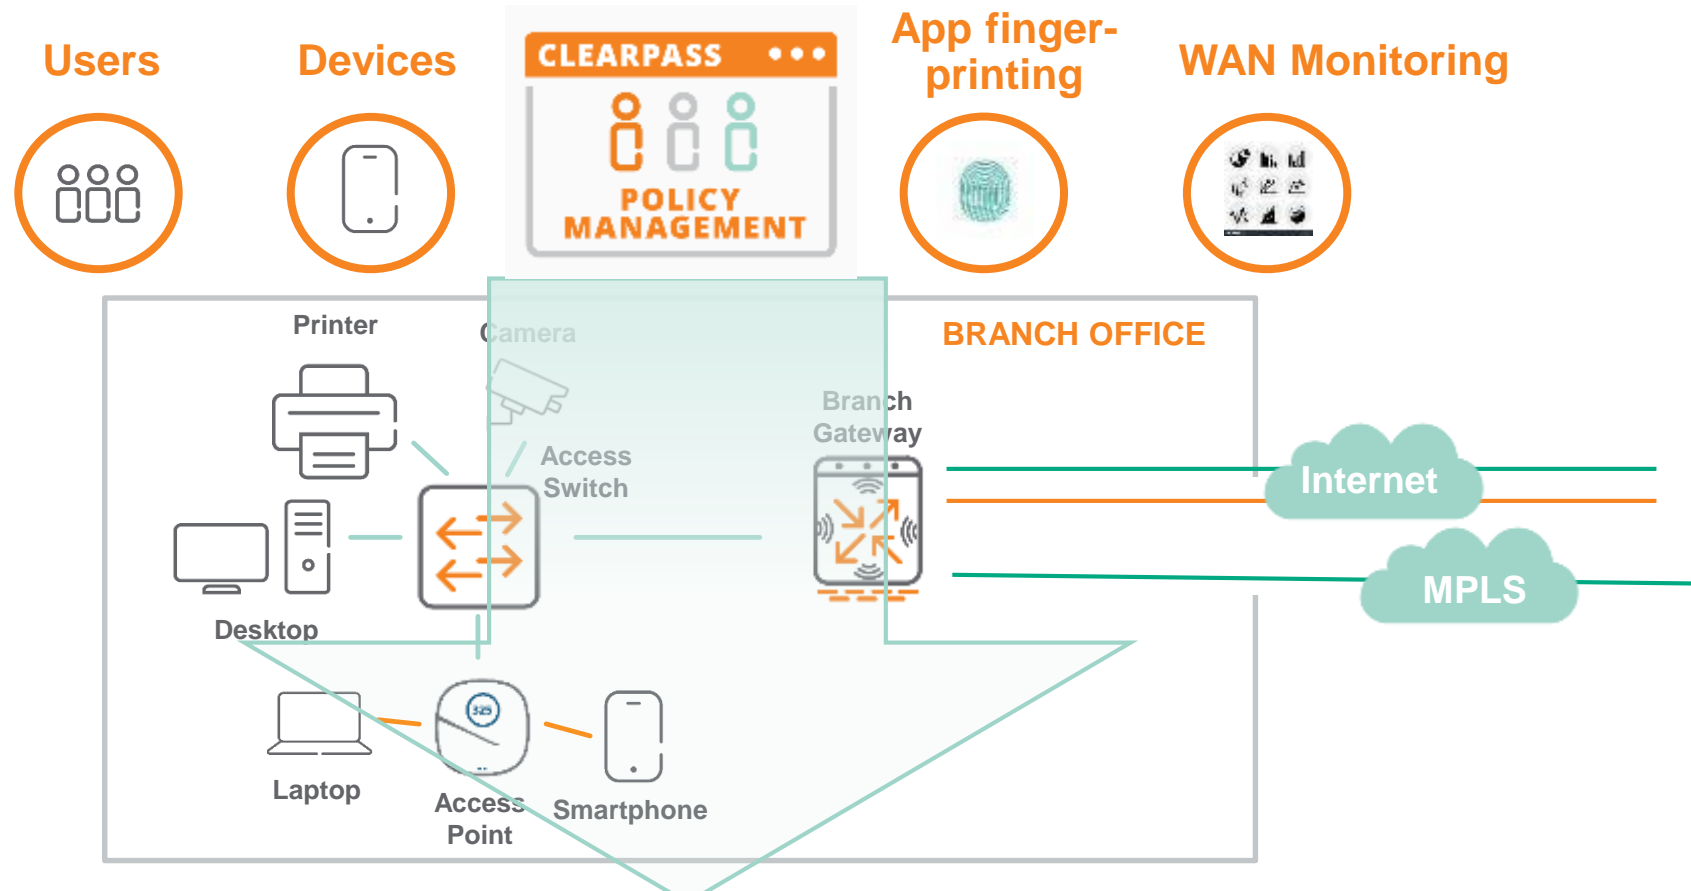 Users
Devices
CLEARPASS
POLICY
MANAGEMENT
App finger-
printing
WAN Monitoring
BRANCH OFFICE
Printer
Camera
Access
Switch
Branch
Gateway
Internet
MPLS
Desktop
325
Laptop
Access
Point
Smartphone